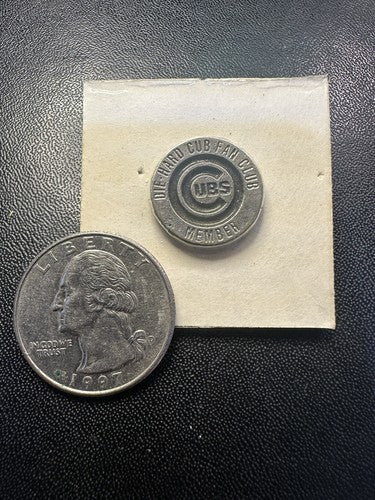 DIE HARD CUB FAN CLUB
CUBS
MEMBER
LIBERTY
IN GOD WE
TRUST
1997